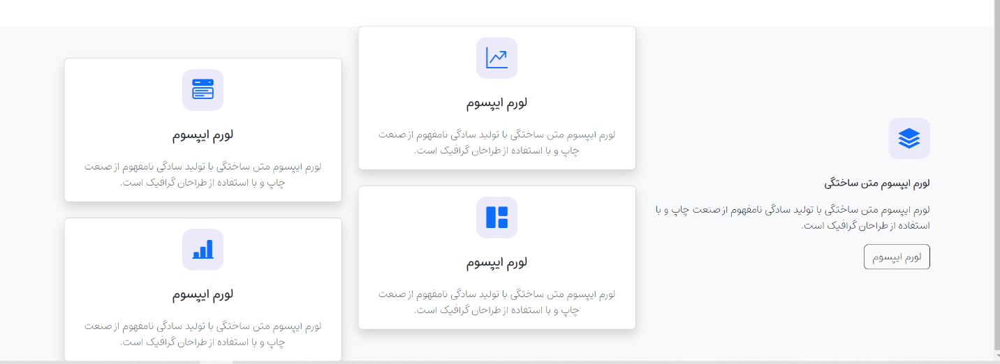 لورم ایپسوم متن ساختگی
لورم ایپسوم متن ساختگی با تولید سادگی نامفهوم از صنعت چاپ و با
استفاده از طراحان گرافیک است.
لورم ایپسوم
لورم ایپسوم
لورم ایپسوم متن ساختگی با تولید سادگی نامفهوم از صنعت
چاپ و با استفاده از طراحان گرافیک است.
لورم ایپسوم
لورم ایپسوم متن ساختگی با تولید سادگی نامفهوم از صنعت
چاپ و با استفاده از طراحان گرافیک است.
لورم ایپسوم
لورم ایپسوم متن ساختگی با تولید سادگی نامفهوم از صنعت
چاپ و با استفاده از طراحان گرافیک است.
لورم ایپسوم
لورم ایپسوم متن ساختگی با تولید سادگی نامفهوم از صنعت
چاپ و با استفاده از طراحان گرافیک است.